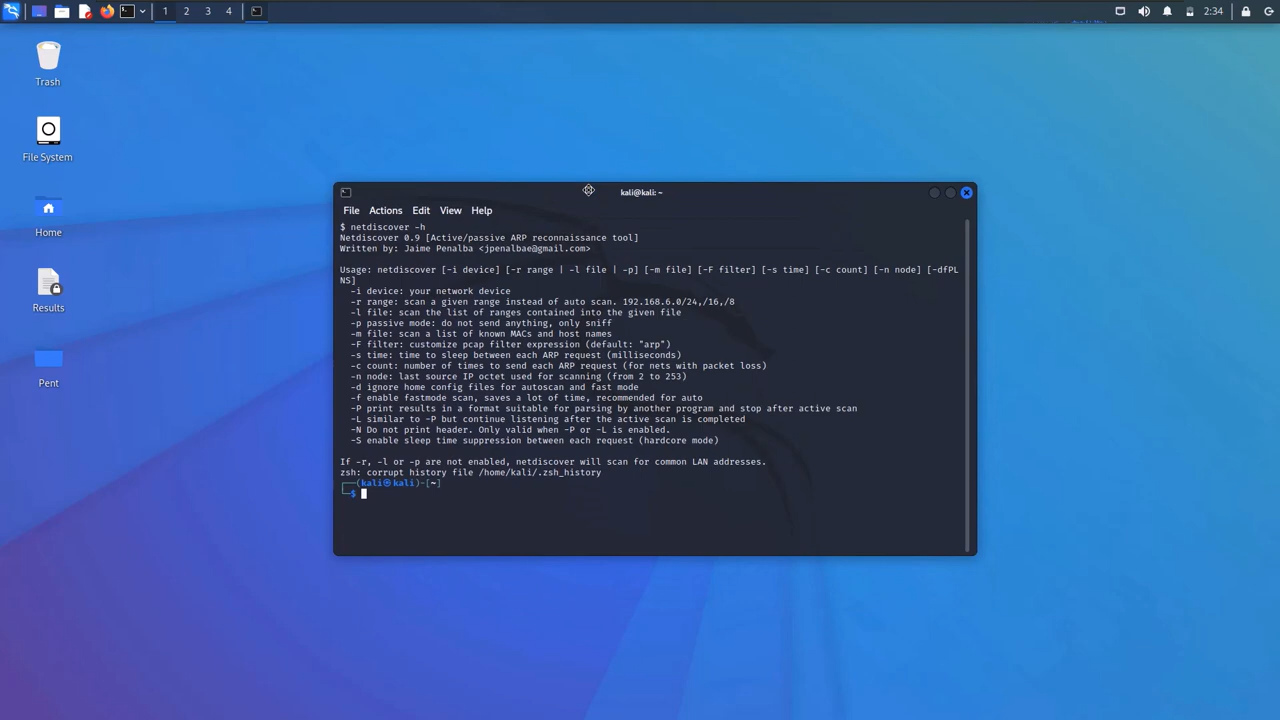 1 2 3 4
2:34
Trash
File System
Home
Results
Pent
kali@kali: ~
File Actions Edit View Help
$ netdiscover -h
Netdiscover 0.9 [Active/passive ARP reconnaissance tool]
Written by: Jaime Penalba <jpenalbae@gmail.com>
Usage: netdiscover [-i device] [-r range | -l file | -p] [-m file] [-F filter] [-s time] [-c count] [-n node] [-dfPL
NS]
-i device: your network device
-r range: scan a given range instead of auto scan. 192.168.6.0/24,/16,/8
-l file: scan the list of ranges contained into the given file
-p passive mode: do not send anything, only sniff
-m file: scan a list of known MACs and host names
-F filter: customize pcap filter expression (default: "arp")
-s time: time to sleep between each ARP request (milliseconds)
-c count: number of times to send each ARP request (for nets with packet loss)
-n node: last source IP octet used for scanning (from 2 to 253)
-d ignore home config files for autoscan and fast mode
-f enable fastmode scan, saves a lot of time, recommended for auto
-P print results in a format suitable for parsing by another program and stop after active scan
-L similar to -P but continue listening after the active scan is completed
-N Do not print header. Only valid when -P or -L is enabled.
-S enable sleep time suppression between each request (hardcore mode)
If -r, -l or -p are not enabled, netdiscover will scan for common LAN addresses.
zsh: corrupt history file /home/kali/.zsh_history
┌──(kali㉿kali)-[~]
└─$